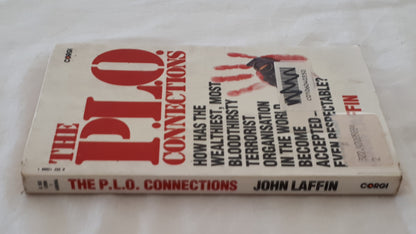 CORGI
THE
P.L.O.
CONNECTIONS
HOW HAS THE
WEALTHIEST, MOST
BLOODTHIRSTY
TERRORIST
ORGANISATION
IN THE WORLD
BECOME
ACCEPTED –
EVEN RESPECTABLE?
THE P.L.O. CONNECTIONS JOHN LAFFIN CORGI